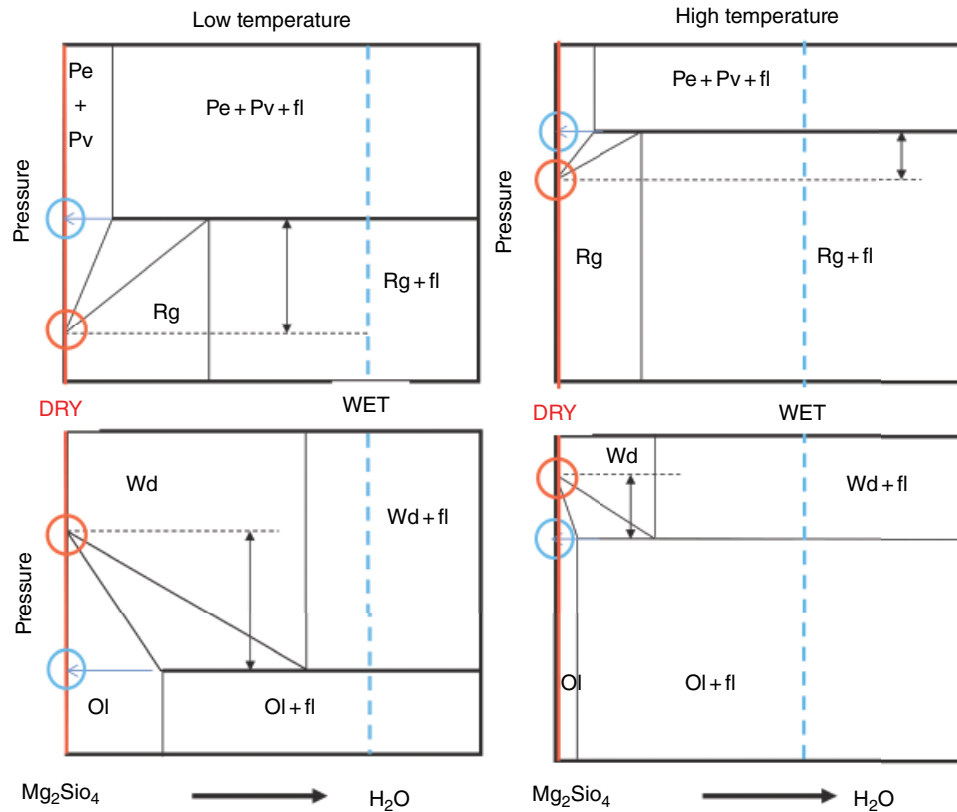 Low temperature
High temperature
Pe
+
Pv
Pe + Pv + fl
Pe + Pv + fl
Pressure
Pressure
Rg
Rg + fl
Rg
Rg + fl
DRY
WET
DRY
WET
Wd
Wd + fl
Wd
Wd + fl
Pressure
Ol
Ol + fl
Ol
Ol + fl
Mg₂Sio₄
H₂O
Mg₂Sio₄
H₂O